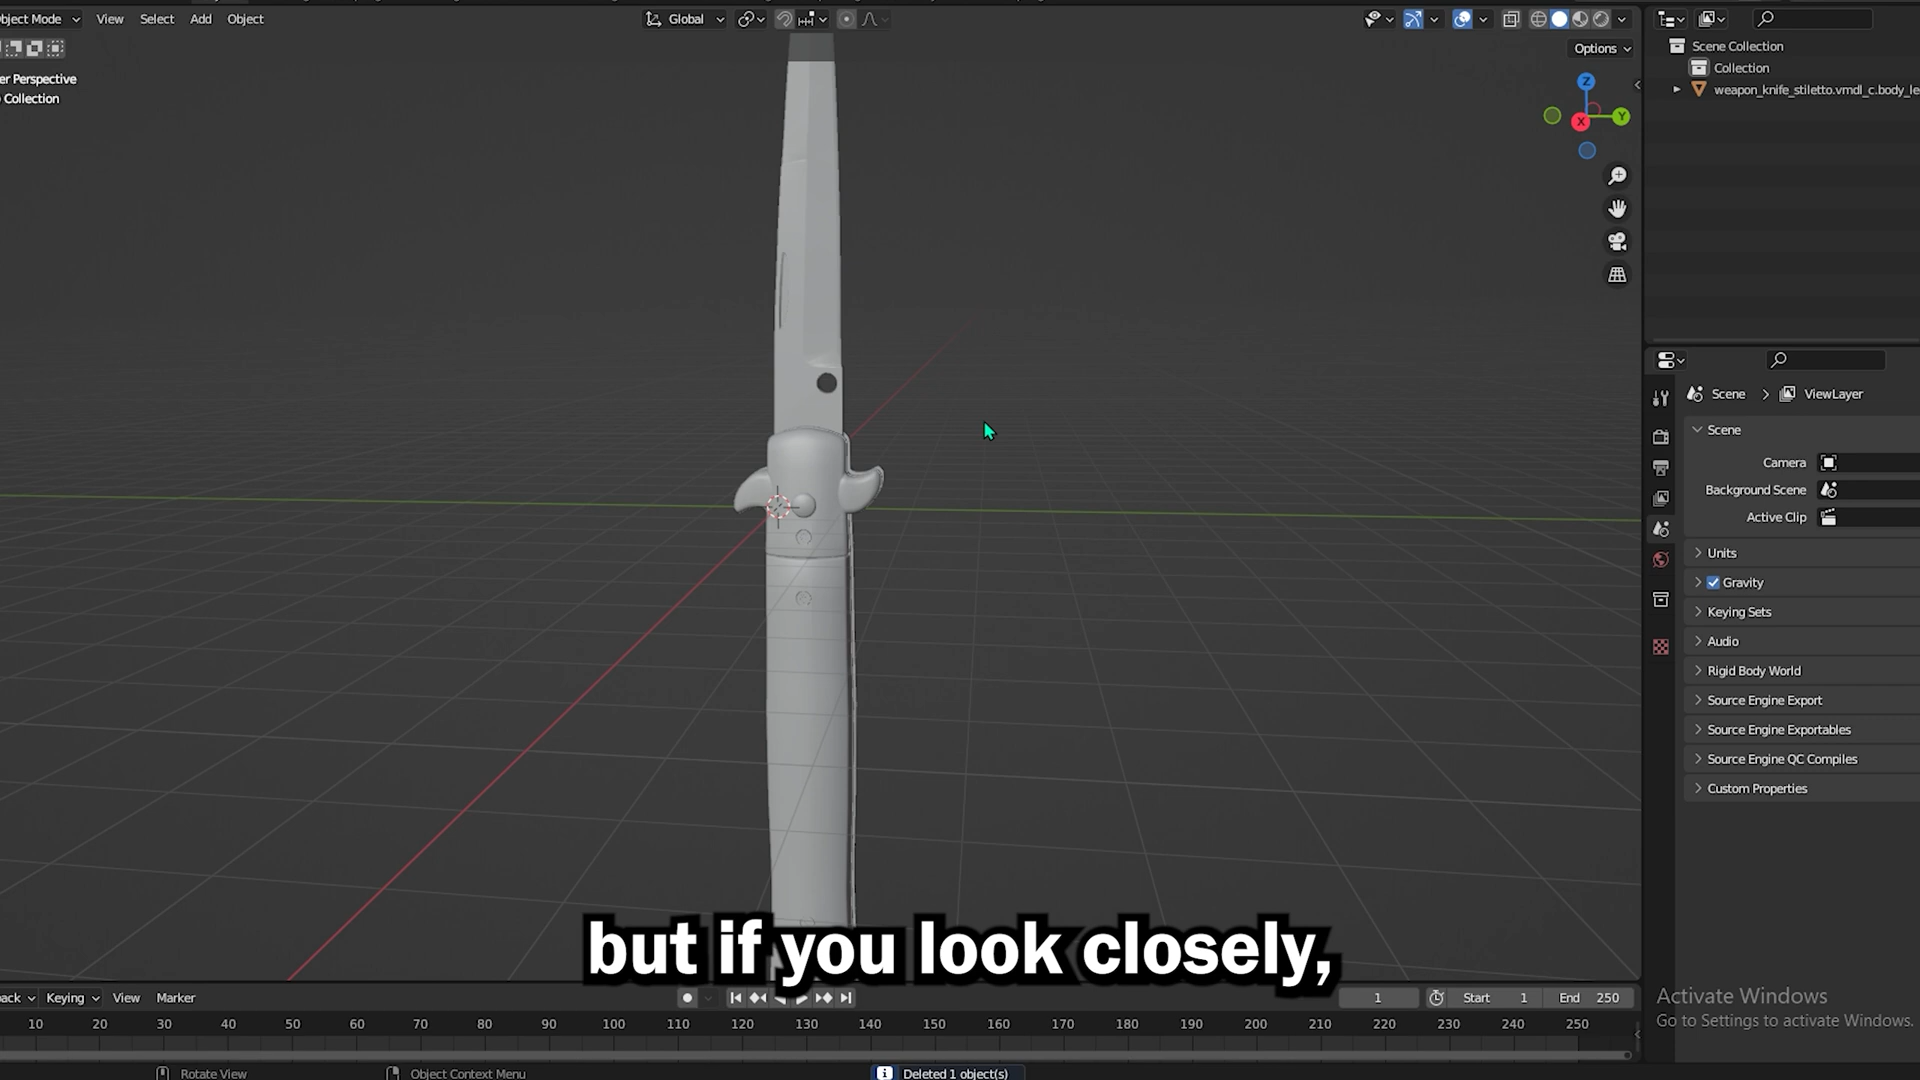 bject Mode View Select Add Object Global
Options
er Perspective
Collection
Z
Y
X
Scene Collection
Collection
weapon_knife_stiletto.vmdl_c.body_le
Scene > ViewLayer
Scene
Camera
Background Scene
Active Clip
Units
Gravity
Keying Sets
Audio
Rigid Body World
Source Engine Export
Source Engine Exportables
Source Engine QC Compiles
Custom Properties
but if you look closely,
back Keying View Marker 1 Start 1 End 250
10 20 30 40 50 60 70 80 90 100 110 120 130 140 150 160 170 180 190 200 210 220 230 240 250
Activate Windows
Go to Settings to activate Windows.
Rotate View Object Context Menu Deleted 1 object(s)